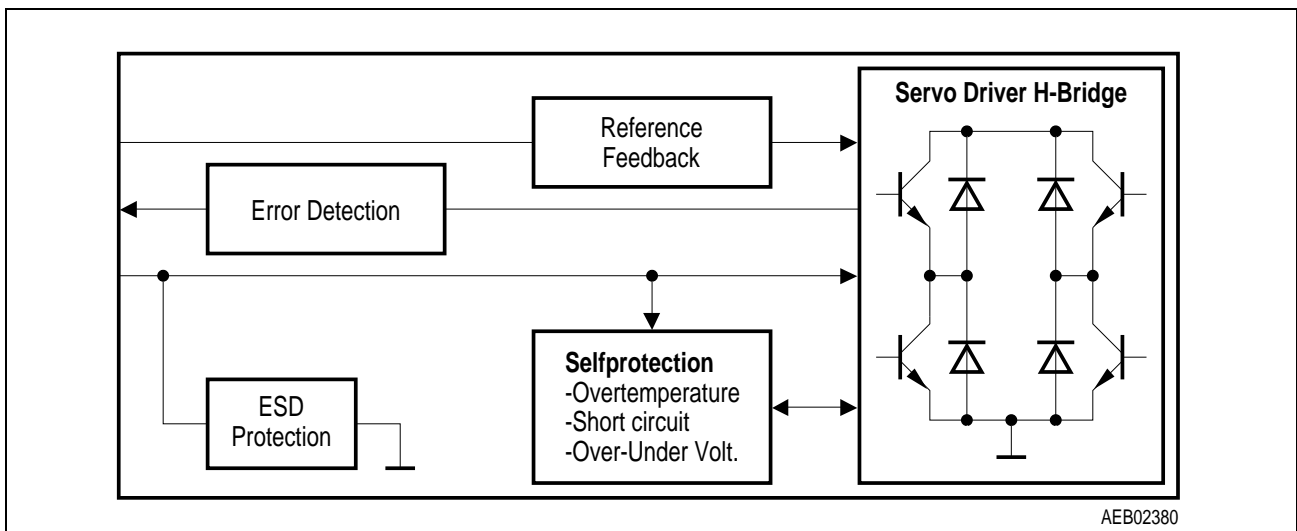 Servo Driver H-Bridge
Reference
Feedback
Error Detection
Selfprotection
-Overtemperature
-Short circuit
-Over-Under Volt.
ESD
Protection
AEB02380